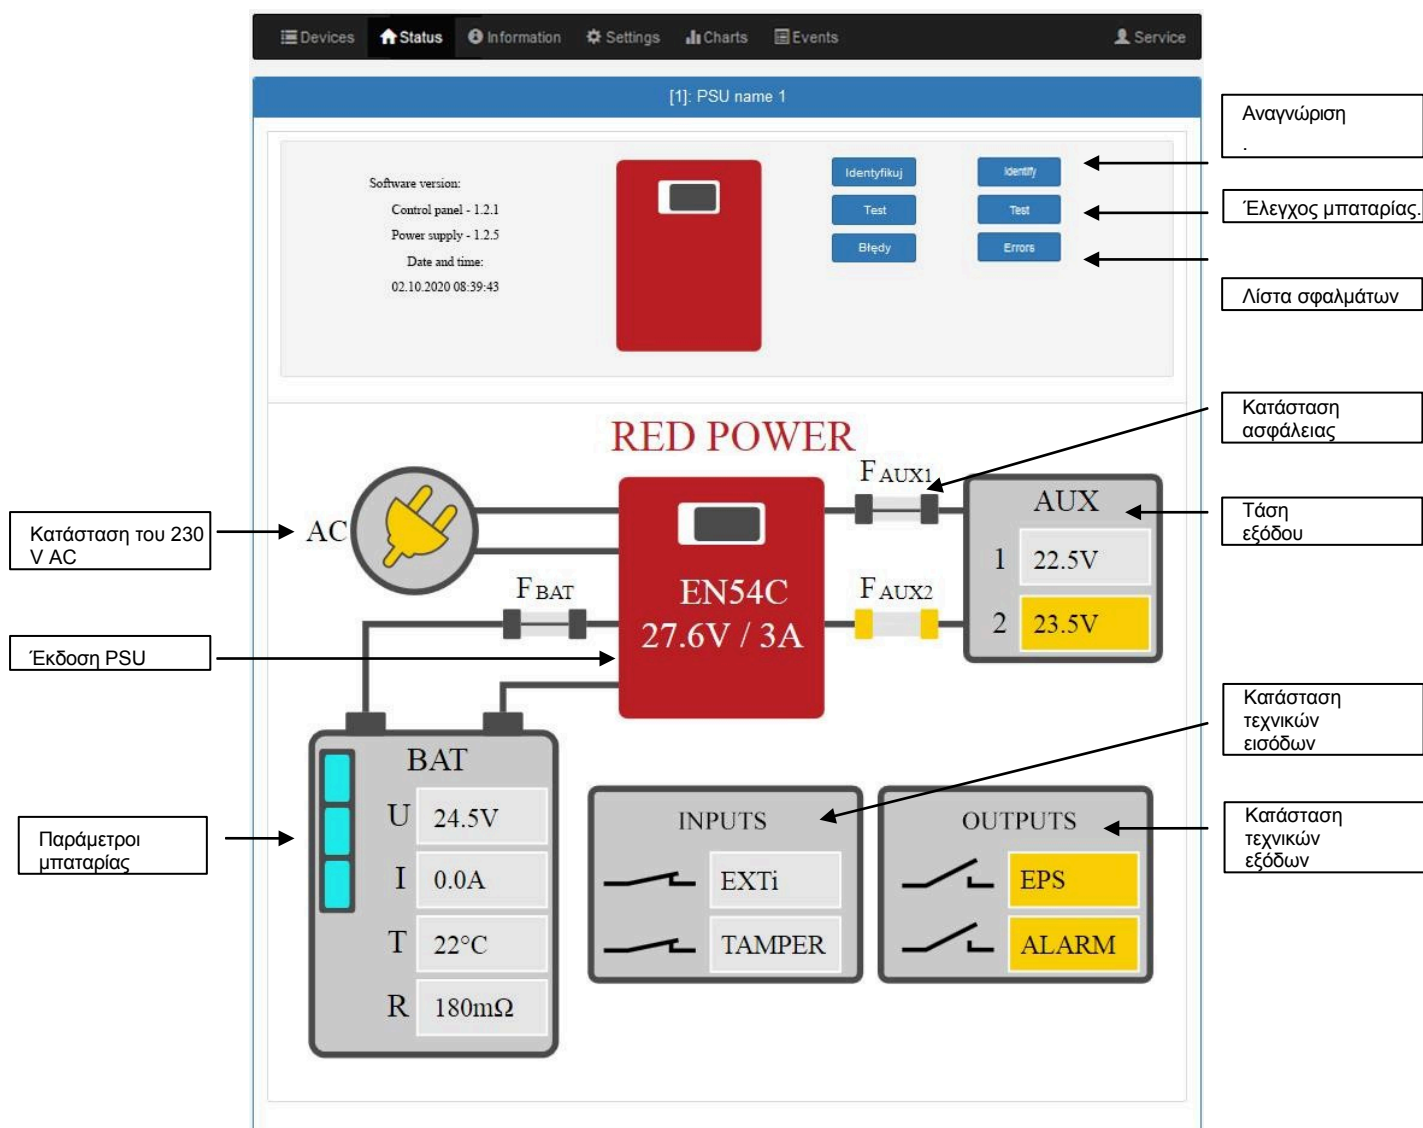 Devices Status Information Settings Charts Events Service
[1]: PSU name 1
Software version:
Control panel - 1.2.1
Power supply - 1.2.5
Date and time:
02.10.2020 08:39:43
Identyfikuj
Test
Błędy
Identify
Test
Errors
Αναγνώριση
.
Έλεγχος μπαταρίας.
Λίστα σφαλμάτων
Κατάσταση
ασφάλειας
Τάση
εξόδου
Κατάσταση
τεχνικών
εισόδων
Κατάσταση
τεχνικών
εξόδων
Κατάσταση του 230
V AC
Έκδοση PSU
Παράμετροι
μπαταρίας
RED POWER
AC
F BAT
EN54C
27.6V / 3A
F AUX1
F AUX2
AUX
1 22.5V
2 23.5V
BAT
U 24.5V
I 0.0A
T 22°C
R 180mΩ
INPUTS
EXTi
TAMPER
OUTPUTS
EPS
ALARM